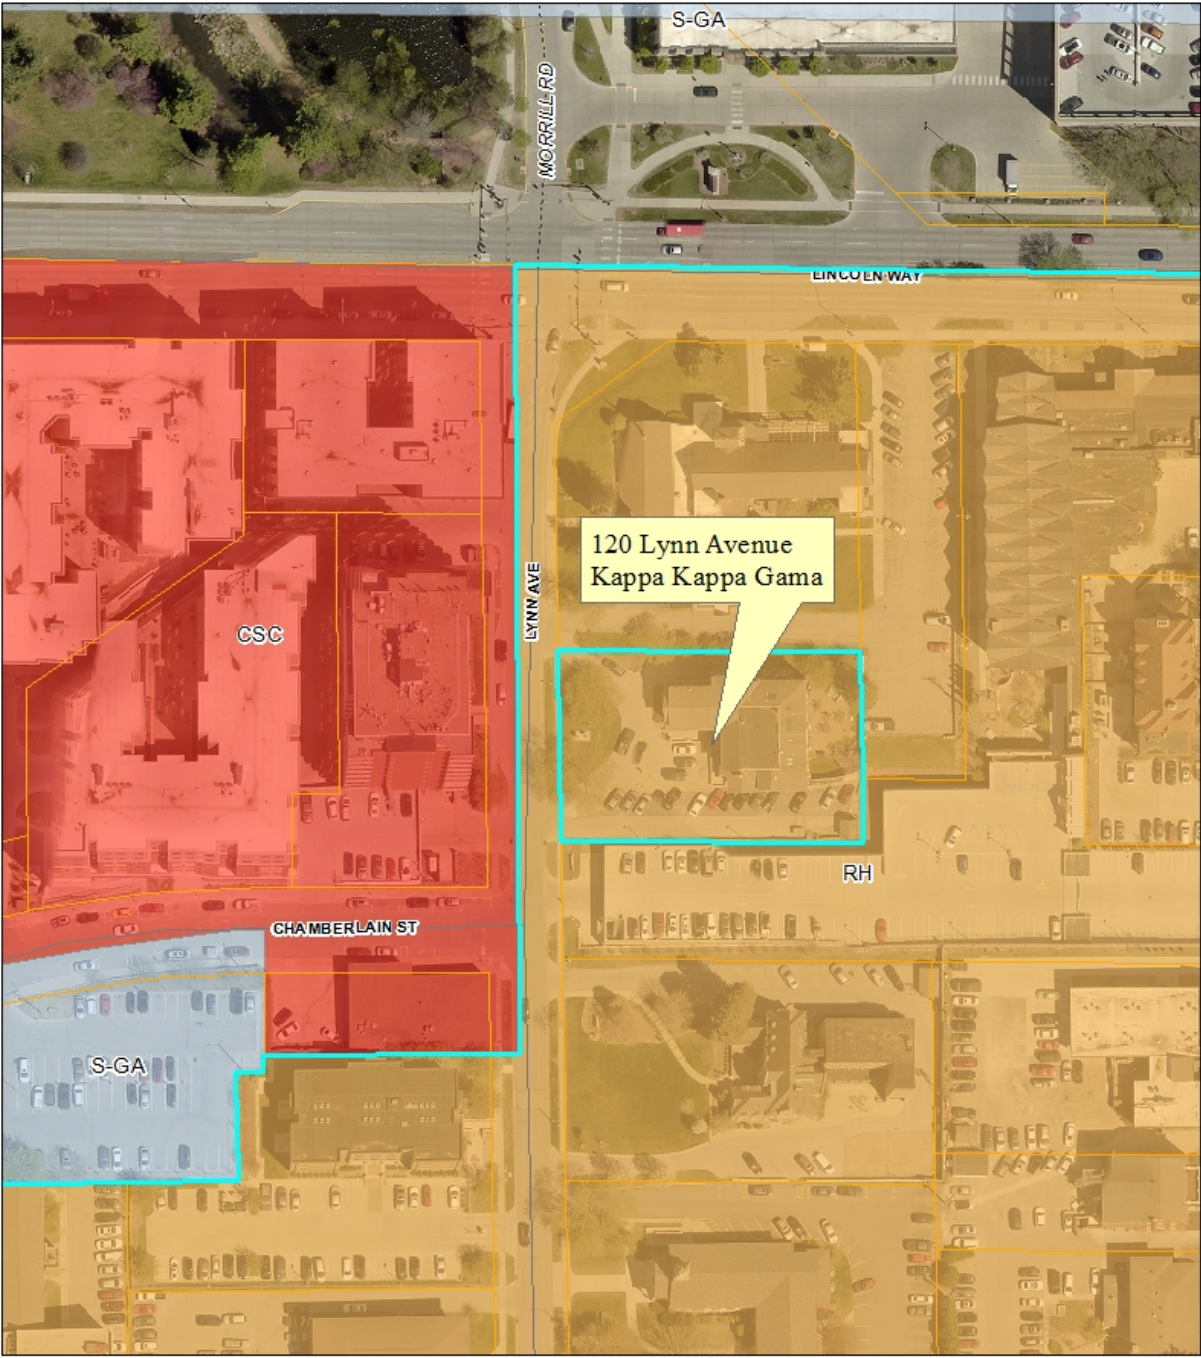 S-GA
MORRILL RD
LINCOLN WAY
120 Lynn Avenue
Kappa Kappa Gama
LYNN AVE
CSC
RH
CHAMBERLAIN ST
S-GA